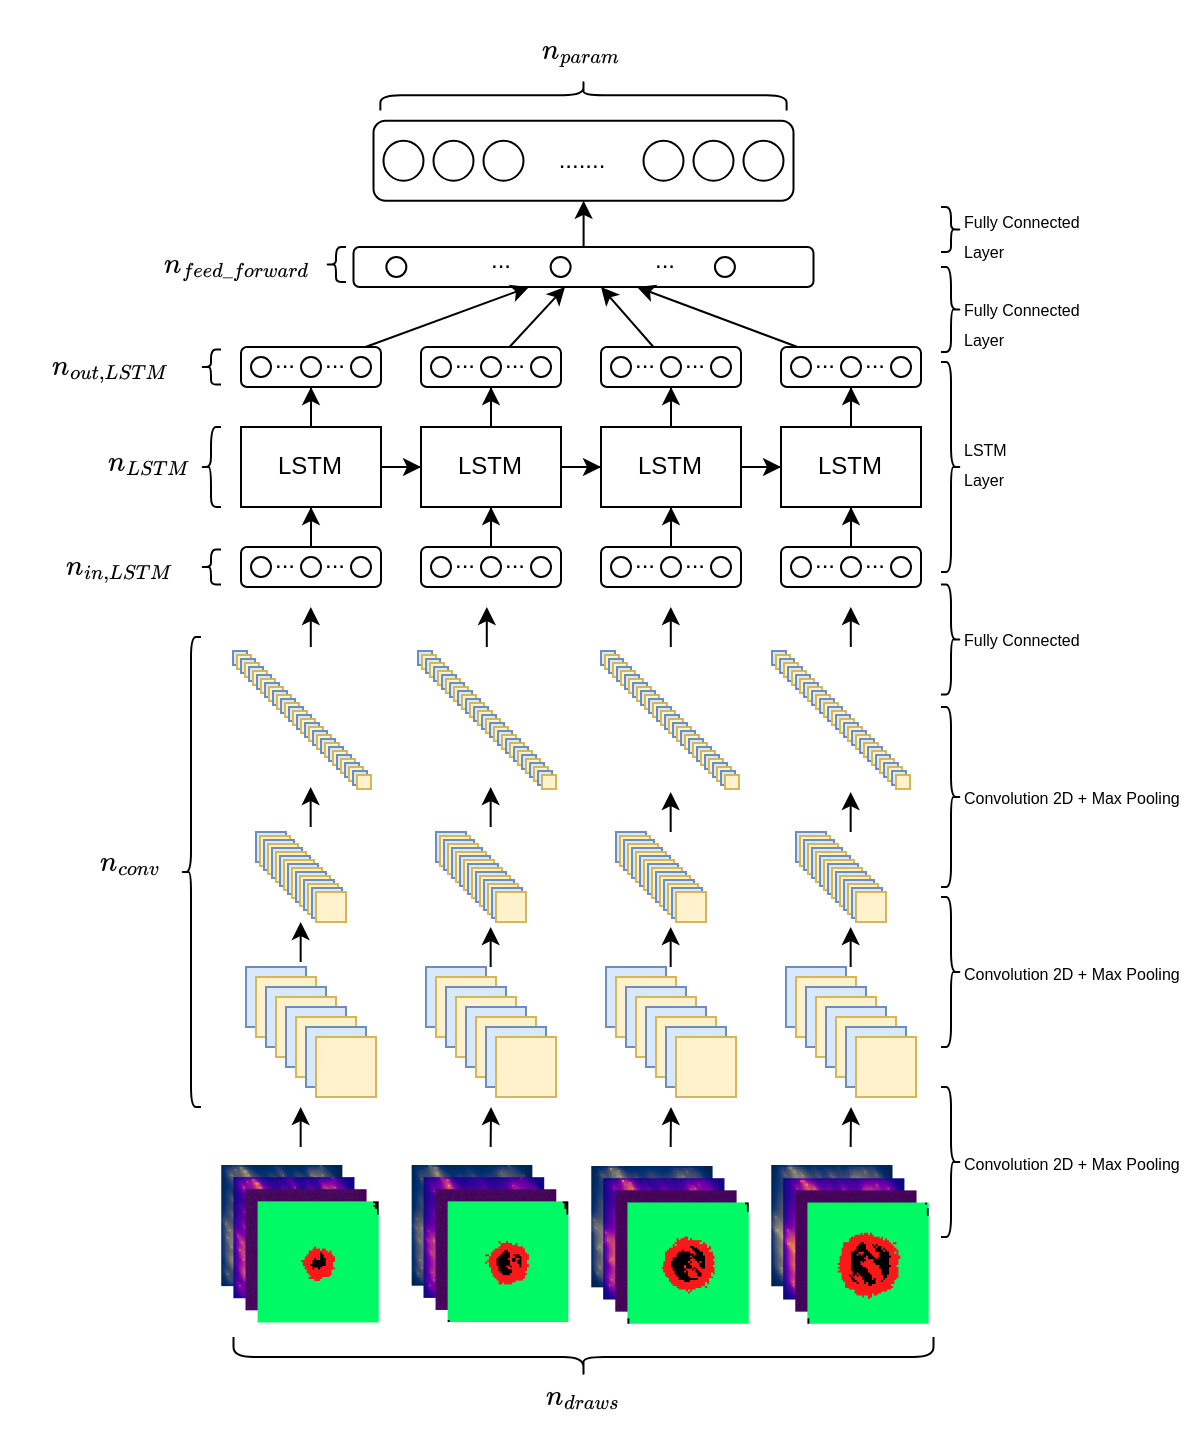 n_{param}
.......
Fully Connected
Layer
n_{feed\_forward}
... ...
Fully Connected
Layer
n_{out,LSTM}
... ... ... ... ... ... ... ...
n_{LSTM}
LSTM LSTM LSTM LSTM
LSTM
Layer
n_{in,LSTM}
... ... ... ... ... ... ... ...
Fully Connected
Convolution 2D + Max Pooling
n_{conv}
Convolution 2D + Max Pooling
Convolution 2D + Max Pooling
n_{draws}